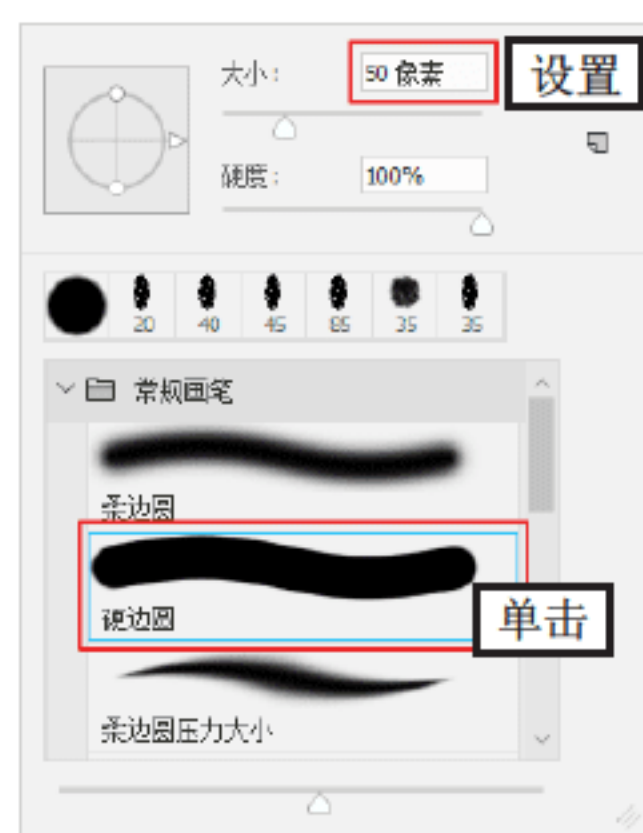 大小： 50 像素 设置
硬度： 100%
20 40 45 85 35 35
常规画笔
柔边圆
硬边圆
单击
柔边圆压力大小